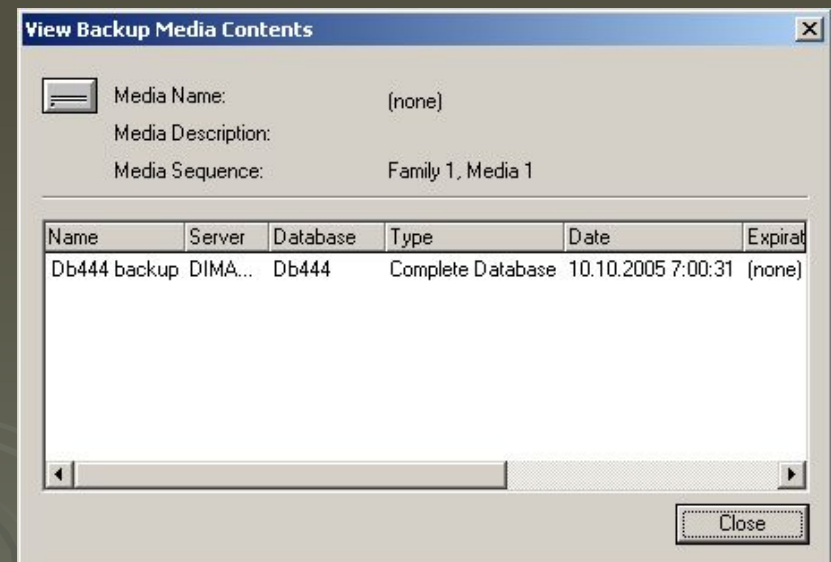 View Backup Media Contents
Media Name: (none)
Media Description:
Media Sequence: Family 1, Media 1
Name Server Database Type Date Expirat
Db444 backup DIMA... Db444 Complete Database 10.10.2005 7:00:31 (none)
Close